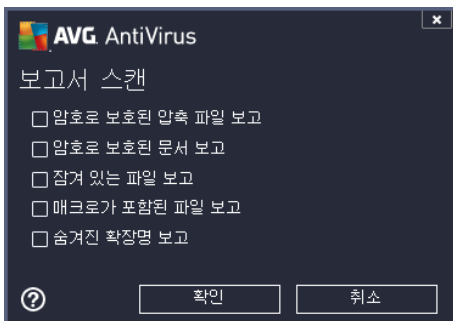 AVG. AntiVirus
보고서 스캔
암호로 보호된 압축 파일 보고
암호로 보호된 문서 보고
잠겨 있는 파일 보고
매크로가 포함된 파일 보고
숨겨진 확장명 보고
확인
취소